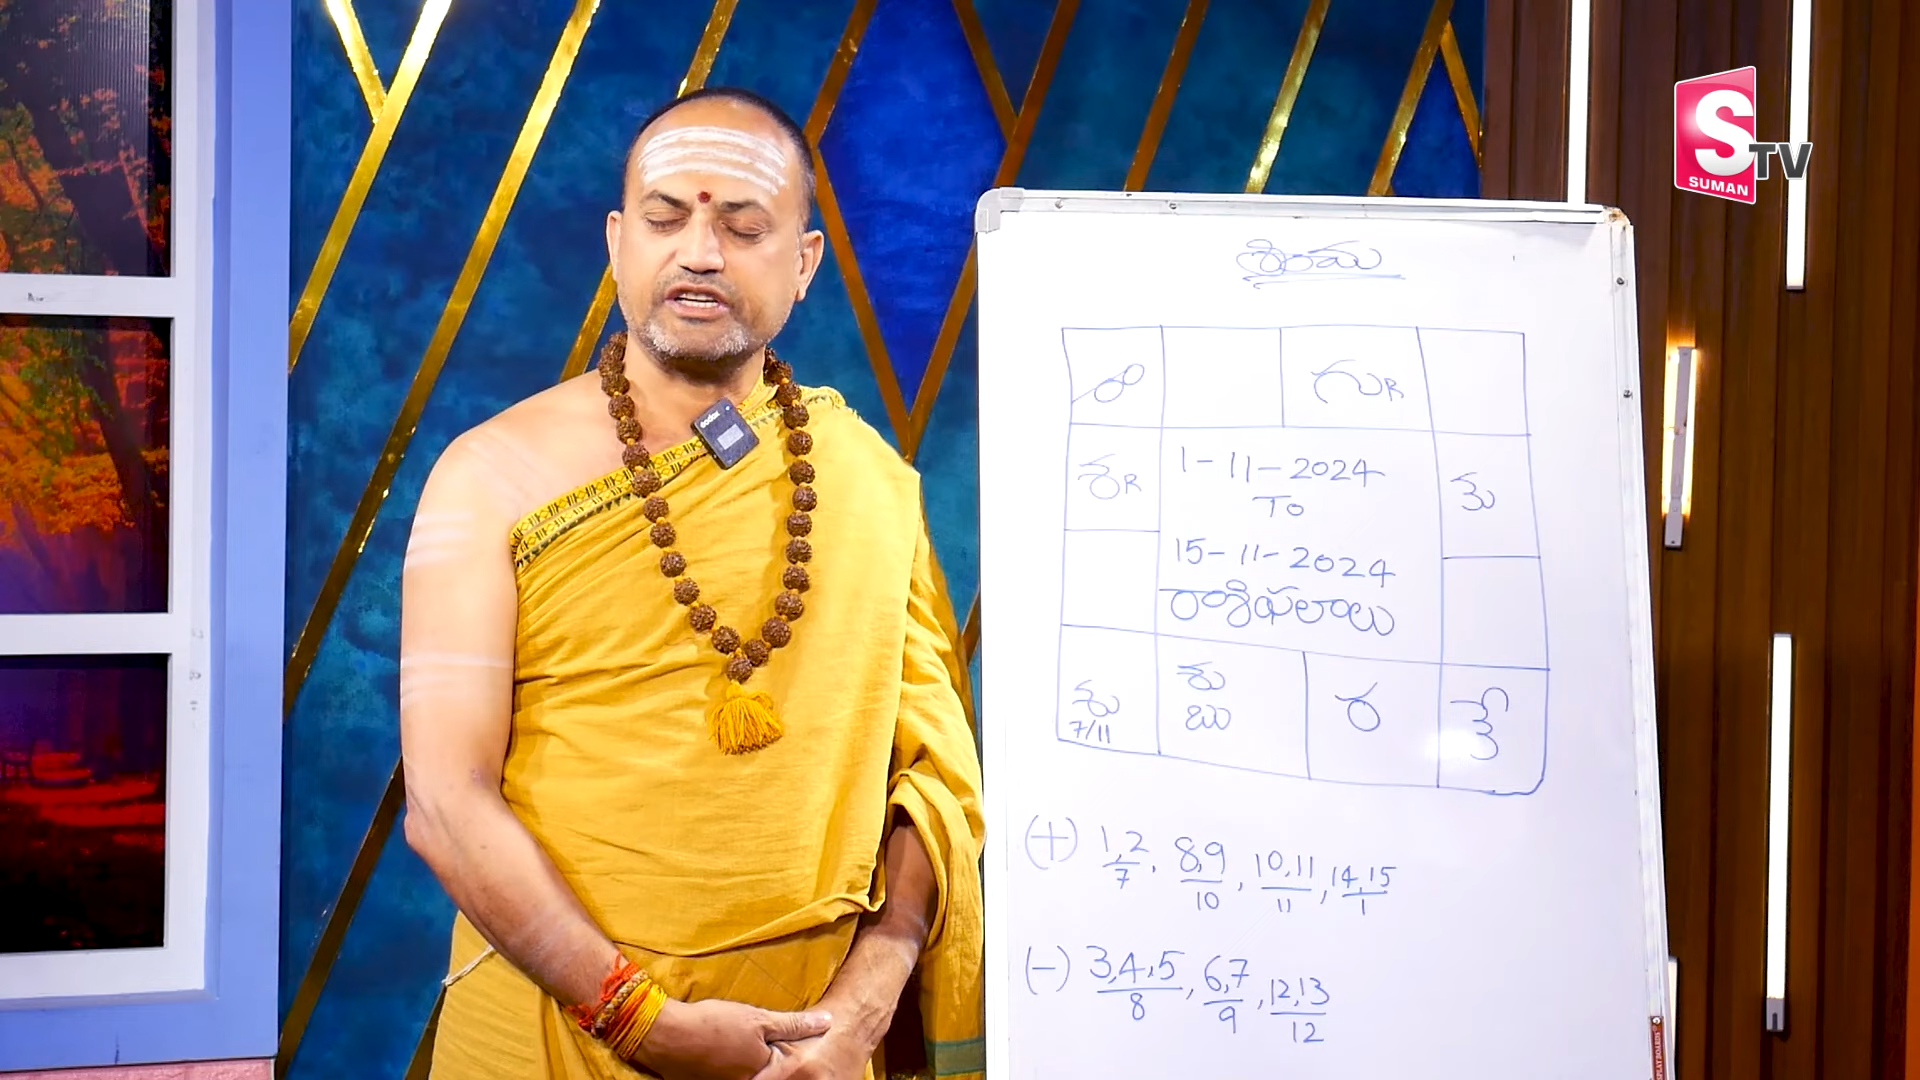 S TV
SUMAN
Godox
శ్రీరామ
రా
గుR
శR
1-11-2024
To
15-11-2024
రాశిఫలాలు
కు
శు
7/11
శు
బు
ర
కే
(+) 1,2/7, 8,9/10, 10,11/11, 14,15/1
(-) 3,4,5/8, 6,7/9, 12,13/12